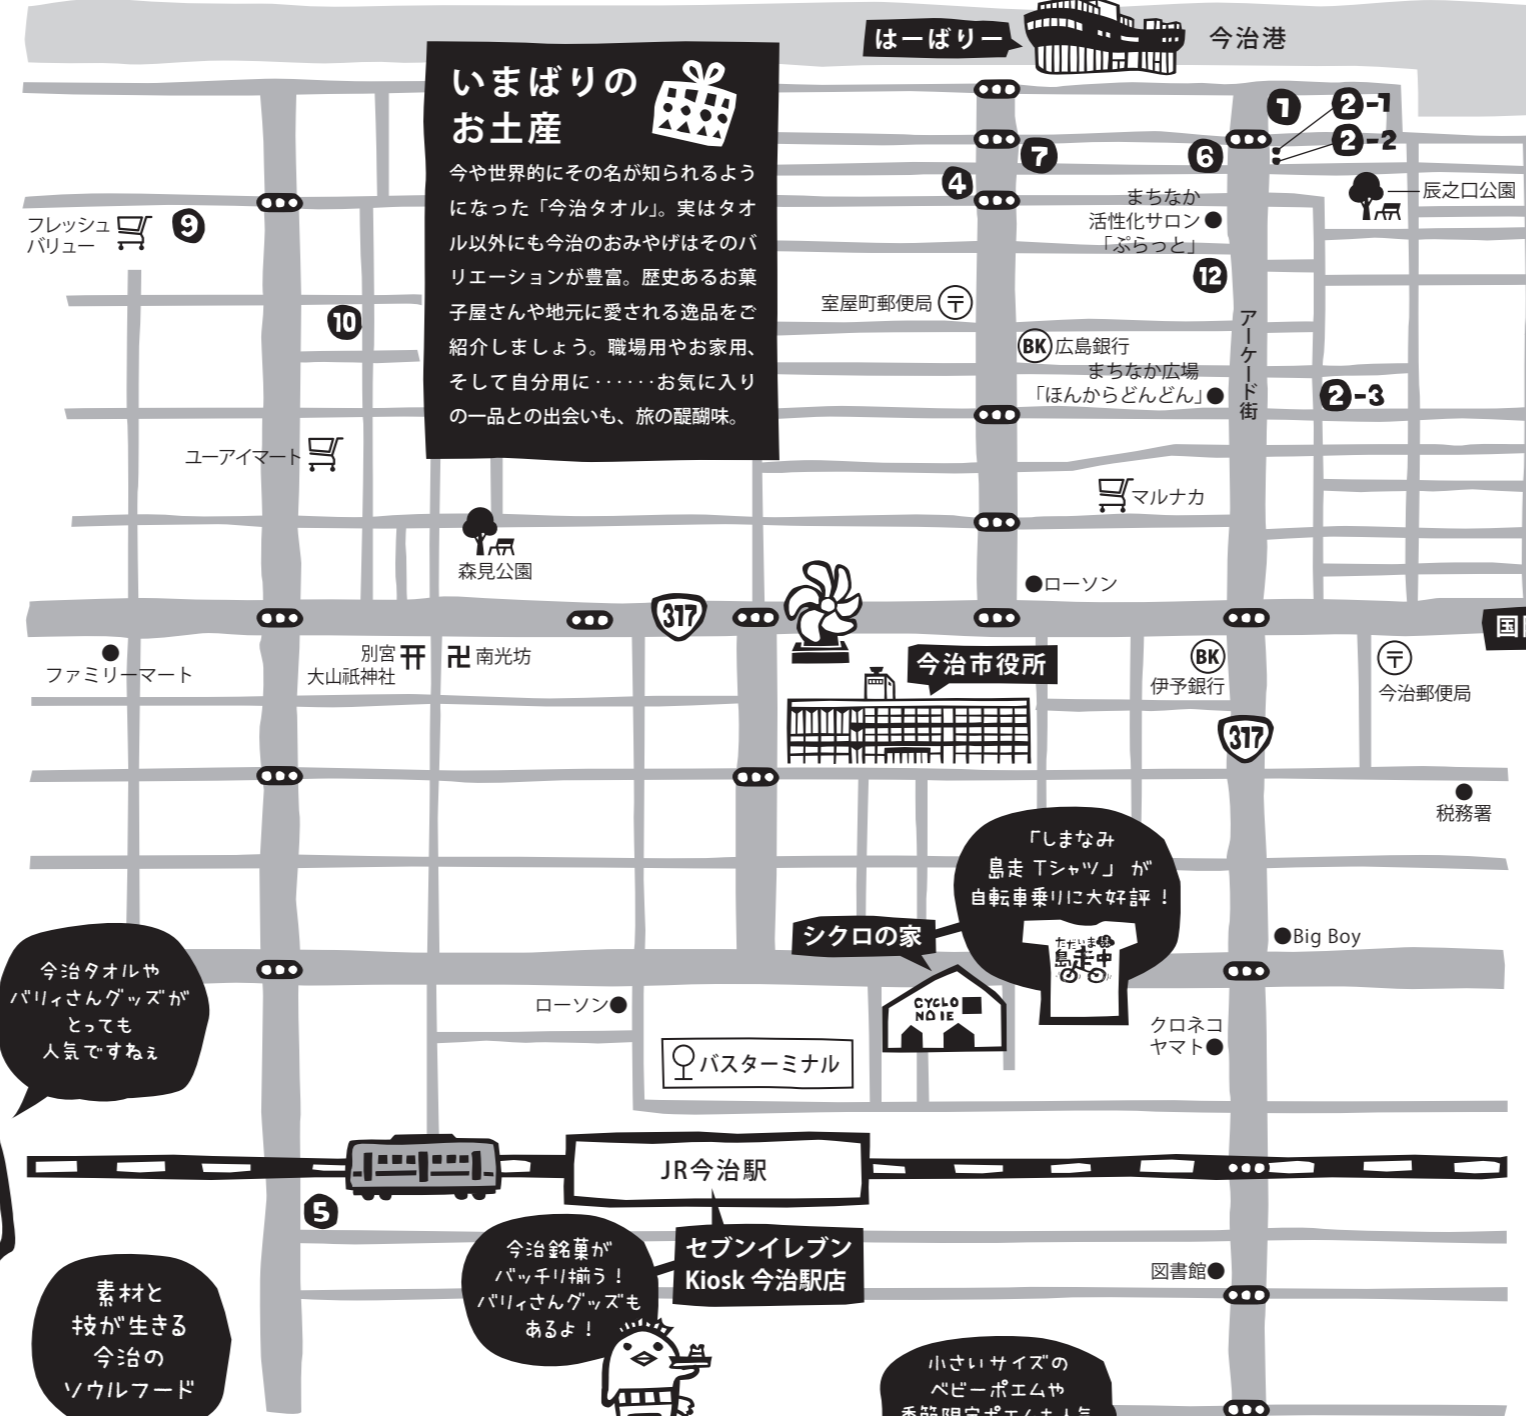 はーばりー
今治港
いまばりの
お土産
今や世界的にその名が知られるよう
になった「今治タオル」。実はタオ
ル以外にも今治のおみやげはそのバ
リエーションが豊富。歴史あるお菓
子屋さんや地元に愛される逸品をご
紹介しましょう。職場用やお家用、
そして自分用に‥‥‥お気に入り
の一品との出会いも、旅の醍醐味。
1
2-1
2-2
7
6
4
辰之口公園
まちなか
活性化サロン
「ぷらっと」
フレッシュ
バリュー
9
12
室屋町郵便局
〒
10
アーケード街
BK
広島銀行
まちなか広場
「ほんからどんどん」
2-3
ユーアイマート
マルナカ
森見公園
ローソン
317
国
ファミリーマート
別宮
大山祇神社
卍
南光坊
今治市役所
BK
伊予銀行
〒
今治郵便局
317
税務署
「しまなみ
島走 Tシャツ」 が
自転車乗りに大好評！
ただいま
島走中
シクロの家
CYCLO
NO IE
Big Boy
今治タオルや
バリィさんグッズが
とっても
人気ですねぇ
ローソン
バスターミナル
クロネコ
ヤマト
JR今治駅
5
セブンイレブン
Kiosk 今治駅店
今治銘菓が
バッチリ揃う！
バリィさんグッズも
あるよ！
図書館
素材と
技が生きる
今治の
ソウルフード
小さいサイズの
ベビーポエムや
季節限定ポエムも人気